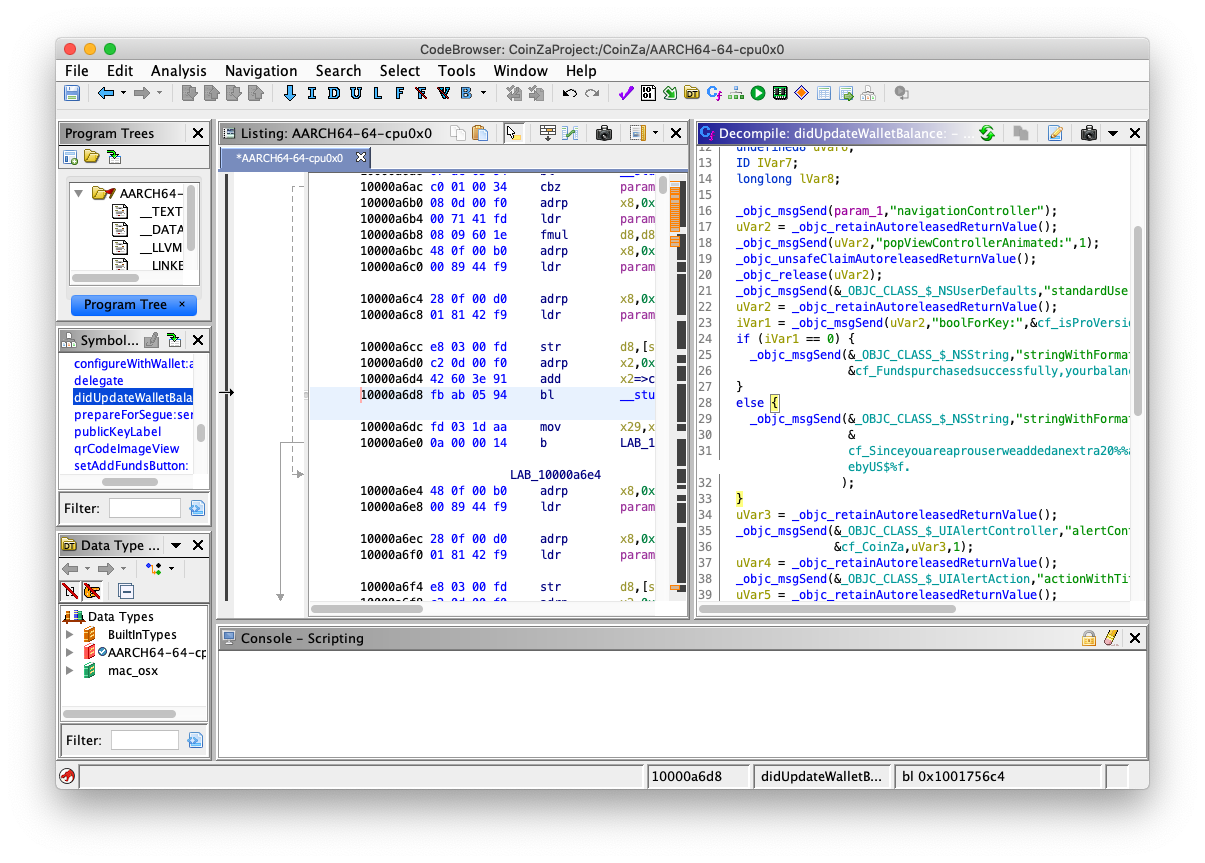 CodeBrowser: CoinZaProject:/CoinZa/AARCH64-64-cpu0x0
File Edit Analysis Navigation Search Select Tools Window Help
I D U L F V B
Program Trees
AARCH64-
__TEXT
__DATA
__LLVM
__LINKE
Program Tree ×
Symbol...
configureWithWallet:a
delegate
didUpdateWalletBala
prepareForSegue:ser
publicKeyLabel
qrCodeImageView
setAddFundsButton:
Filter:
Data Type ...
Data Types
BuiltInTypes
AARCH64-64-cp
mac_osx
Filter:
Listing: AARCH64-64-cpu0x0
*AARCH64-64-cpu0x0
10000a6ac c0 01 00 34 cbz param
10000a6b0 08 0d 00 f0 adrp x8,0x
10000a6b4 00 71 41 fd ldr param
10000a6b8 08 09 60 1e fmul d8,d8
10000a6bc 48 0f 00 b0 adrp x8,0x
10000a6c0 00 89 44 f9 ldr param
10000a6c4 28 0f 00 d0 adrp x8,0x
10000a6c8 01 81 42 f9 ldr param
10000a6cc e8 03 00 fd str d8,[s
10000a6d0 c2 0d 00 f0 adrp x2,0x
10000a6d4 42 60 3e 91 add x2=>c
10000a6d8 fb ab 05 94 bl __stu
10000a6dc fd 03 1d aa mov x29,x
10000a6e0 0a 00 00 14 b LAB_1
LAB_10000a6e4
10000a6e4 48 0f 00 b0 adrp x8,0x
10000a6e8 00 89 44 f9 ldr param
10000a6ec 28 0f 00 d0 adrp x8,0x
10000a6f0 01 81 42 f9 ldr param
10000a6f4 e8 03 00 fd str d8,[s
Decompile: didUpdateWalletBalance: – ...
12 undefined8 uVar6;
13 ID IVar7;
14 longlong lVar8;
15
16 _objc_msgSend(param_1,"navigationController");
17 uVar2 = _objc_retainAutoreleasedReturnValue();
18 _objc_msgSend(uVar2,"popViewControllerAnimated:",1);
19 _objc_unsafeClaimAutoreleasedReturnValue();
20 _objc_release(uVar2);
21 _objc_msgSend(&_OBJC_CLASS_$_NSUserDefaults,"standardUse
22 uVar2 = _objc_retainAutoreleasedReturnValue();
23 iVar1 = _objc_msgSend(uVar2,"boolForKey:",&cf_isProVersi
24 if (iVar1 == 0) {
25 _objc_msgSend(&_OBJC_CLASS_$_NSString,"stringWithFormat
26 &cf_Fundspurchasedsuccessfully,yourbalan
27 }
28 else {
29 _objc_msgSend(&_OBJC_CLASS_$_NSString,"stringWithFormat
30 &
31 cf_Sinceyouareaprouserweaddedanextra20%%a
ebyUS$%f.
32 );
33 }
34 uVar3 = _objc_retainAutoreleasedReturnValue();
35 _objc_msgSend(&_OBJC_CLASS_$_UIAlertController,"alertCont
36 &cf_CoinZa,uVar3,1);
37 uVar4 = _objc_retainAutoreleasedReturnValue();
38 _objc_msgSend(&_OBJC_CLASS_$_UIAlertAction,"actionWithTit
39 uVar5 = _objc_retainAutoreleasedReturnValue();
Console – Scripting
10000a6d8
didUpdateWalletB...
bl 0x1001756c4